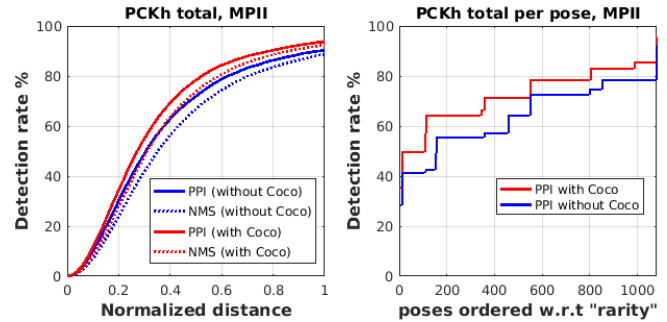 PCKh total, MPII
Detection rate %
100
80
60
40
20
0
0
0.2
0.4
0.6
0.8
1
Normalized distance
PPI (without Coco)
NMS (without Coco)
PPI (with Coco)
NMS (with Coco)
PCKh total per pose, MPII
Detection rate %
100
80
60
40
20
0
0
200
400
600
800
1000
poses ordered w.r.t "rarity"
PPI with Coco
PPI without Coco